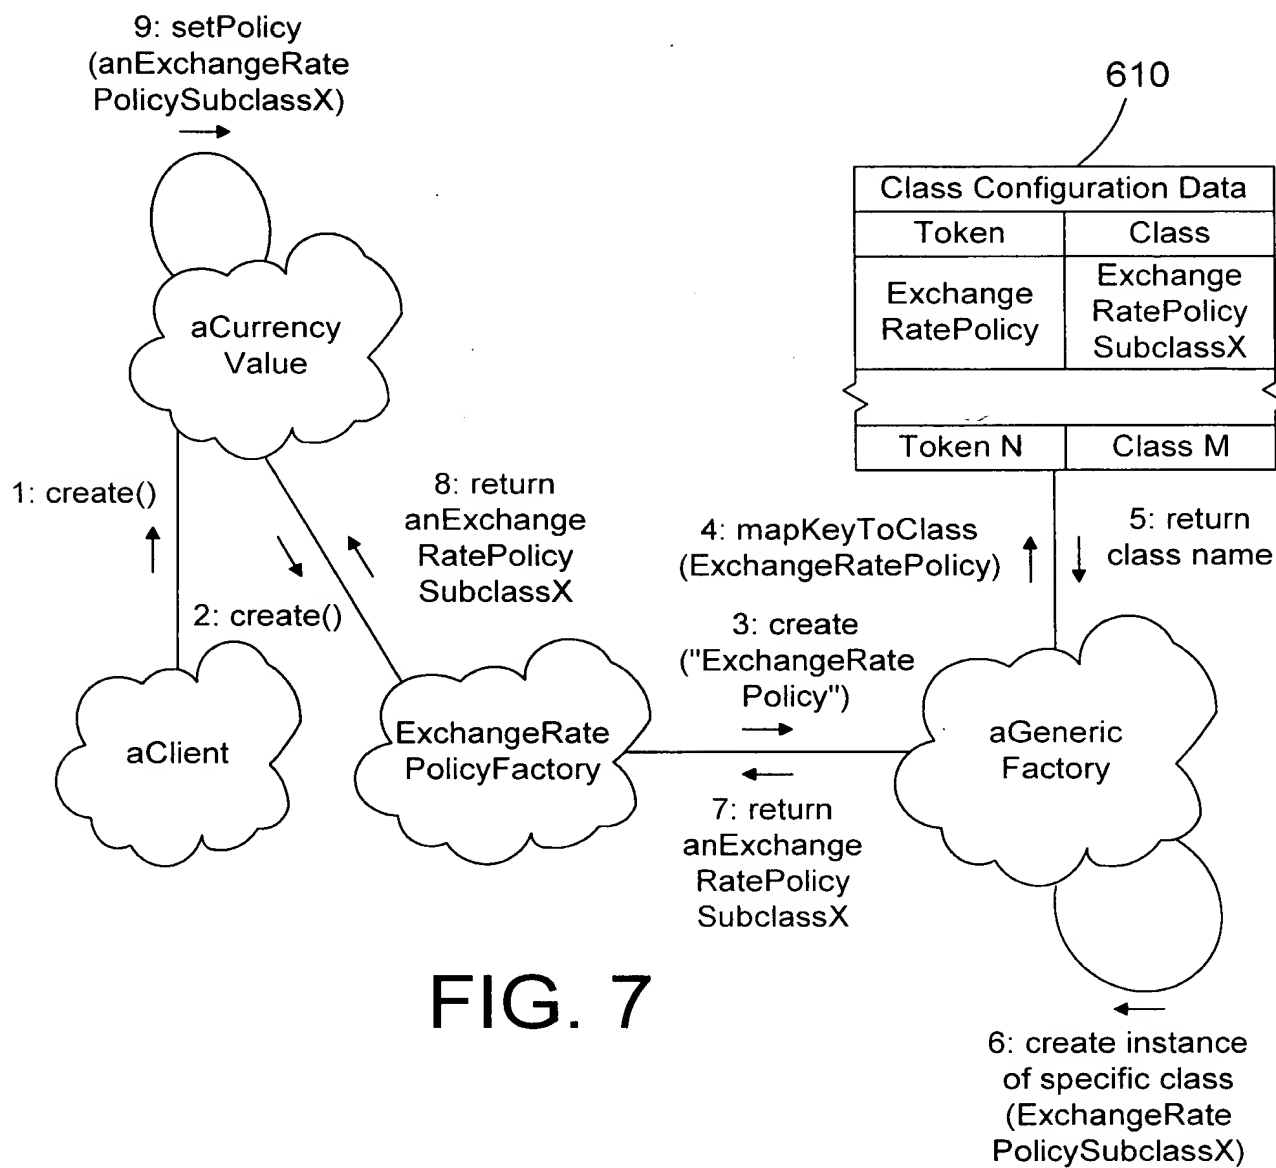 9: setPolicy
(anExchangeRate
PolicySubclassX)
610
Class Configuration Data
Token
Class
Exchange
RatePolicy
Exchange
RatePolicy
SubclassX
Token N
Class M
aCurrency
Value
1: create()
2: create()
8: return
anExchange
RatePolicy
SubclassX
4: mapKeyToClass
(ExchangeRatePolicy)
5: return
class name
3: create
("ExchangeRate
Policy")
aClient
ExchangeRate
PolicyFactory
aGeneric
Factory
7: return
anExchange
RatePolicy
SubclassX
6: create instance
of specific class
(ExchangeRate
PolicySubclassX)
FIG. 7